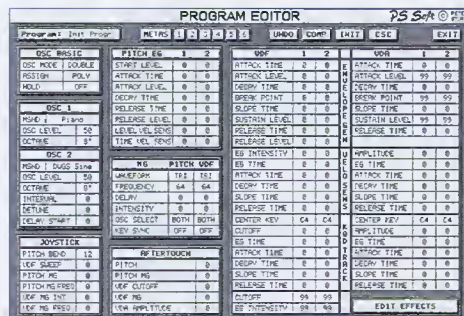 PROGRAM EDITOR PS Soft ©
Program: Init Progr METAS 1 2 3 4 5 6 UNDO COMP INIT ESC EXIT
OSC BASIC
OSC MODE DOUBLE
ASSIGN POLY
HOLD OFF
OSC 1
MSND Piano
OSC LEVEL 50
OCTAVE 8"
OSC 2
MSND DWGS Sine
OSC LEVEL 50
OCTAVE 8"
INTERVAL 0
DETUNE 0
DELAY START 0
JOYSTICK
PITCH BEND 12
VDF SWEEP 0
PITCH MG 0
PITCH MG FREQ 0
VDF MG INT 0
VDF MG FREQ 0
PITCH EG 1 2
START LEVEL 0 0
ATTACK TIME 0 0
ATTACK LEVEL 0 0
DECAY TIME 0 0
RELEASE TIME 0 0
RELEASE LEVEL 0 0
LEVEL VEL SENS 0 0
TIME VEL SENS 0 0
MG PITCH VDF
WAVEFORM TRI TRI
FREQUENCY 64 64
DELAY 0 0
INTENSITY 0 0
OSC SELECT BOTH BOTH
KEY SYNC OFF OFF
AFTERTOUCH
PITCH 0
PITCH MG 0
VDF CUTOFF 0
VDF MG 0
VDA AMPLITUDE 0
VDF 1 2
ATTACK TIME 0 0
ATTACK LEVEL 0 0
DECAY TIME 0 0
BREAK POINT 0 0
SLOPE TIME 0 0
SUSTAIN LEVEL 0 0
RELEASE TIME 0 0
RELEASE LEVEL 0 0
EG INTENSITY 0 0
EG TIME 0 0
ATTACK TIME 0 0
DECAY TIME 0 0
SLOPE TIME 0 0
RELEASE TIME 0 0
CENTER KEY C4 C4
CUTOFF 0 0
EG TIME 0 0
ATTACK TIME 0 0
DECAY TIME 0 0
SLOPE TIME 0 0
RELEASE TIME 0 0
CUTOFF 99 99
EG INTENSITY 99 99
ENVELOPE GEN
VELO SENS
KBD TRACK
VDA 1 2
ATTACK TIME 0 0
ATTACK LEVEL 99 99
DECAY TIME 0 0
BREAK POINT 99 99
SLOPE TIME 0 0
SUSTAIN LEVEL 99 99
RELEASE TIME 0 0
AMPLITUDE 0 0
EG TIME 0 0
ATTACK TIME 0 0
DECAY TIME 0 0
SLOPE TIME 0 0
RELEASE TIME 0 0
CENTER KEY C4 C4
AMPLITUDE 0 0
EG TIME 0 0
ATTACK TIME 0 0
DECAY TIME 0 0
SLOPE TIME 0 0
RELEASE TIME 0 0
EDIT EFFECTS